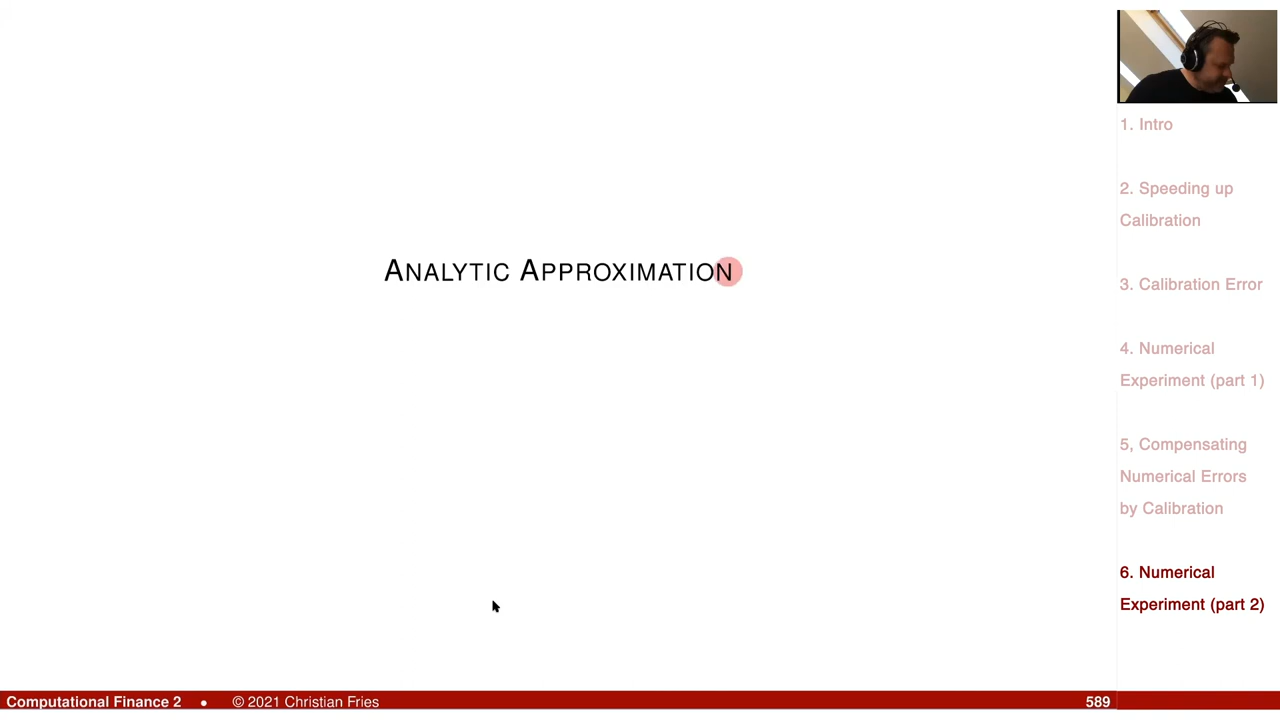 ANALYTIC APPROXIMATION
1. Intro
2. Speeding up
Calibration
3. Calibration Error
4. Numerical
Experiment (part 1)
5, Compensating
Numerical Errors
by Calibration
6. Numerical
Experiment (part 2)
Computational Finance 2 • © 2021 Christian Fries 589